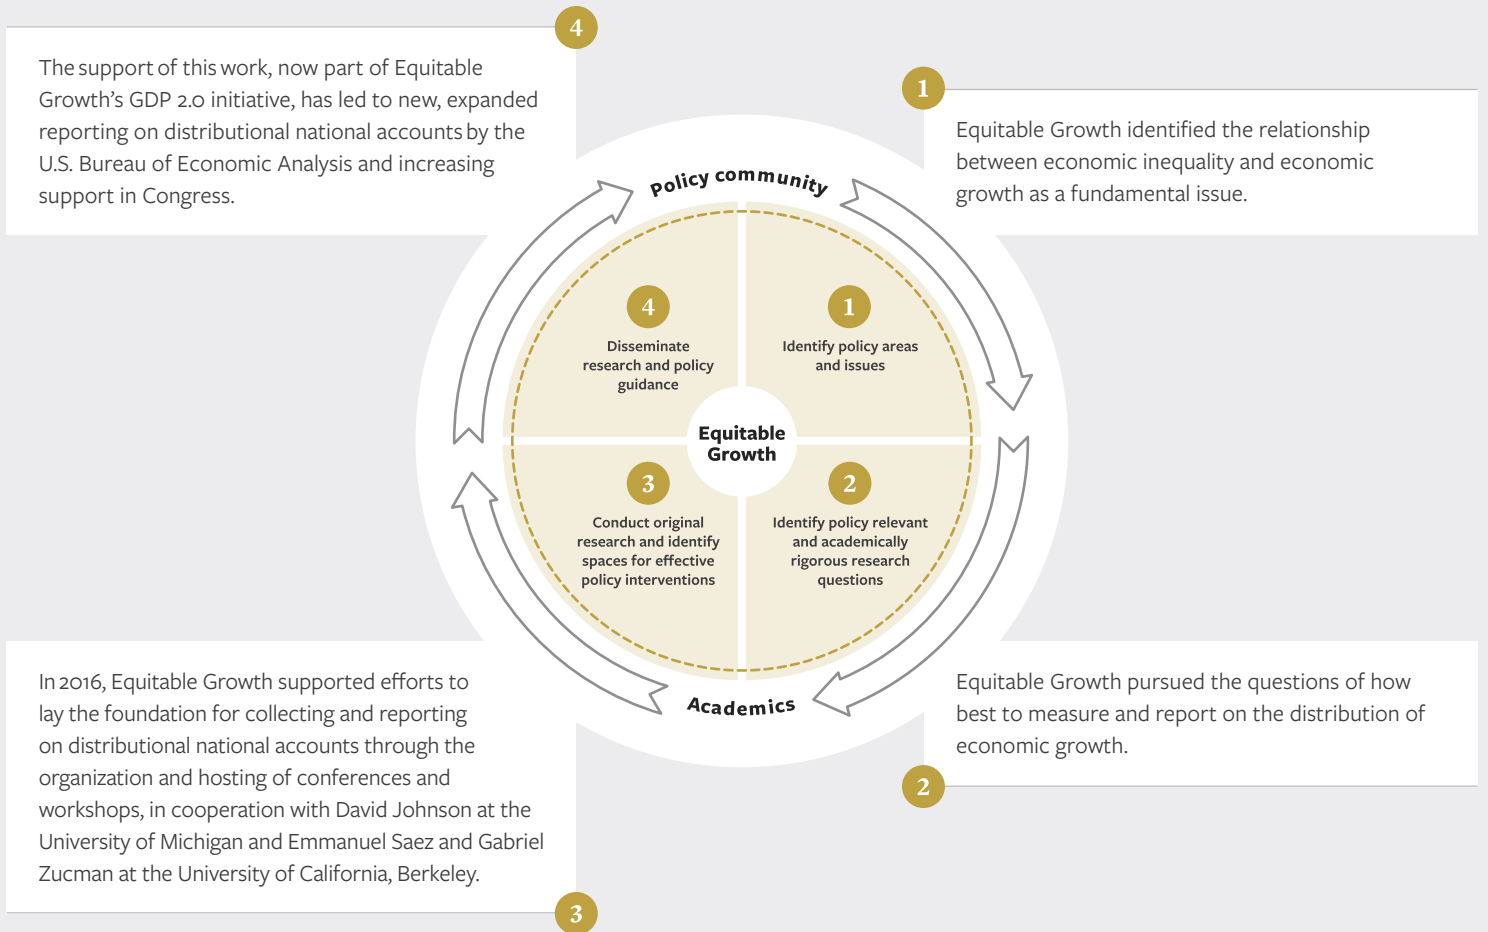 4
The support of this work, now part of Equitable
Growth’s GDP 2.0 initiative, has led to new, expanded
reporting on distributional national accounts by the
U.S. Bureau of Economic Analysis and increasing
support in Congress.
1
Equitable Growth identified the relationship
between economic inequality and economic
growth as a fundamental issue.
Policy community
4
Disseminate
research and policy
guidance
1
Identify policy areas
and issues
Equitable
Growth
3
Conduct original
research and identify
spaces for effective
policy interventions
2
Identify policy relevant
and academically
rigorous research
questions
Academics
In 2016, Equitable Growth supported efforts to
lay the foundation for collecting and reporting
on distributional national accounts through the
organization and hosting of conferences and
workshops, in cooperation with David Johnson at the
University of Michigan and Emmanuel Saez and Gabriel
Zucman at the University of California, Berkeley.
3
Equitable Growth pursued the questions of how
best to measure and report on the distribution of
economic growth.
2